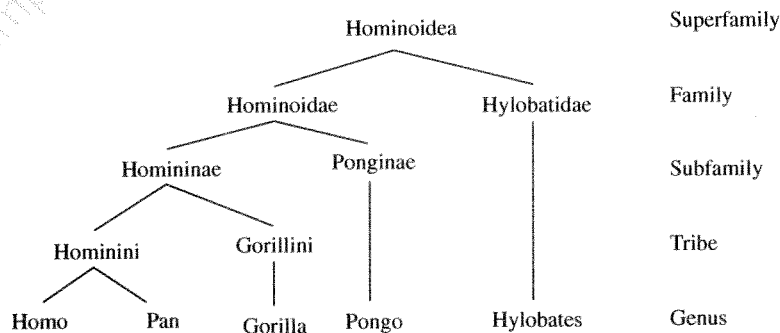 Hominoidea Superfamily
Hominoidae Hylobatidae Family
Homininae Ponginae Subfamily
Hominini Gorillini Tribe
Homo Pan Gorilla Pongo Hylobates Genus